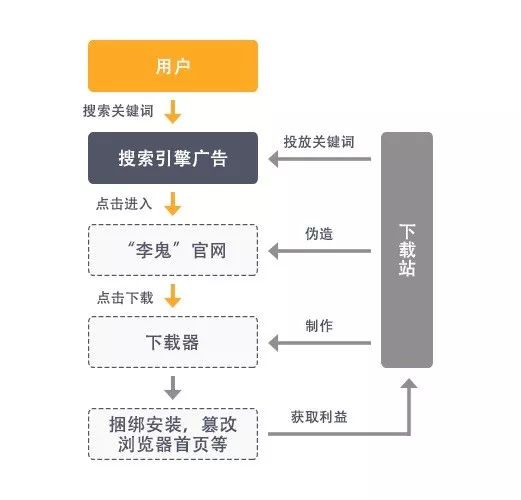 用户
搜索关键词
搜索引擎广告
投放关键词
点击进入
“李鬼”官网
伪造
点击下载
下载器
制作
捆绑安装，篡改
浏览器首页等
获取利益
下载站